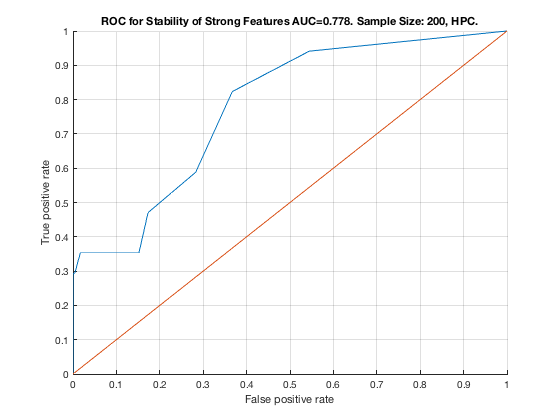 ROC for Stability of Strong Features AUC=0.778. Sample Size: 200, HPC.
1
0.9
0.8
0.7
0.6
0.5
0.4
0.3
0.2
0.1
0
True positive rate
0 0.1 0.2 0.3 0.4 0.5 0.6 0.7 0.8 0.9 1
False positive rate